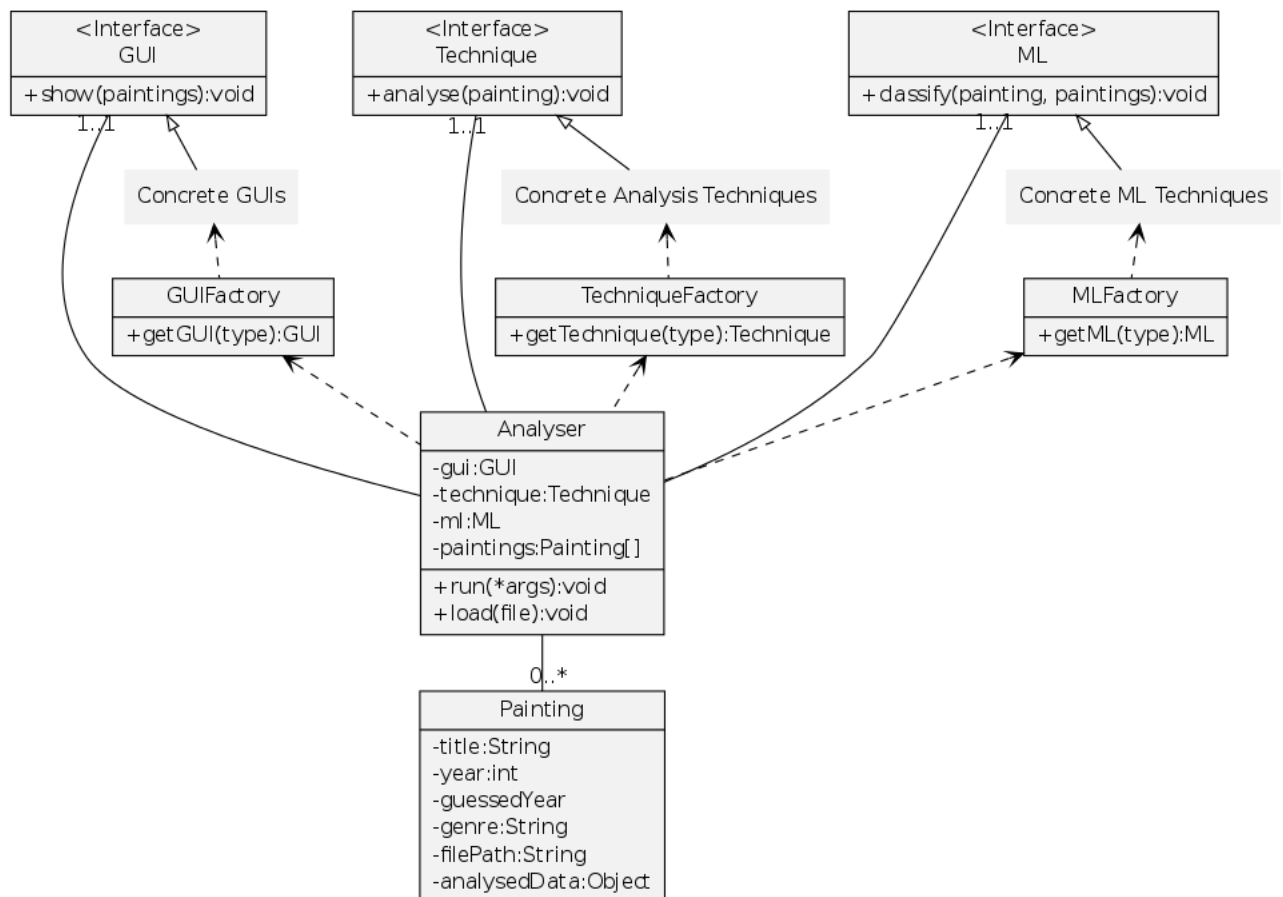 <Interface>
GUI
+show(paintings):void
<Interface>
Technique
+analyse(painting):void
<Interface>
ML
+classify(painting, paintings):void
1..1
1..1
1..1
Concrete GUIs
Concrete Analysis Techniques
Concrete ML Techniques
GUIFactory
+getGUI(type):GUI
TechniqueFactory
+getTechnique(type):Technique
MLFactory
+getML(type):ML
Analyser
-gui:GUI
-technique:Technique
-ml:ML
-paintings:Painting[]
+run(*args):void
+load(file):void
0..*
Painting
-title:String
-year:int
-guessedYear
-genre:String
-filePath:String
-analysedData:Object